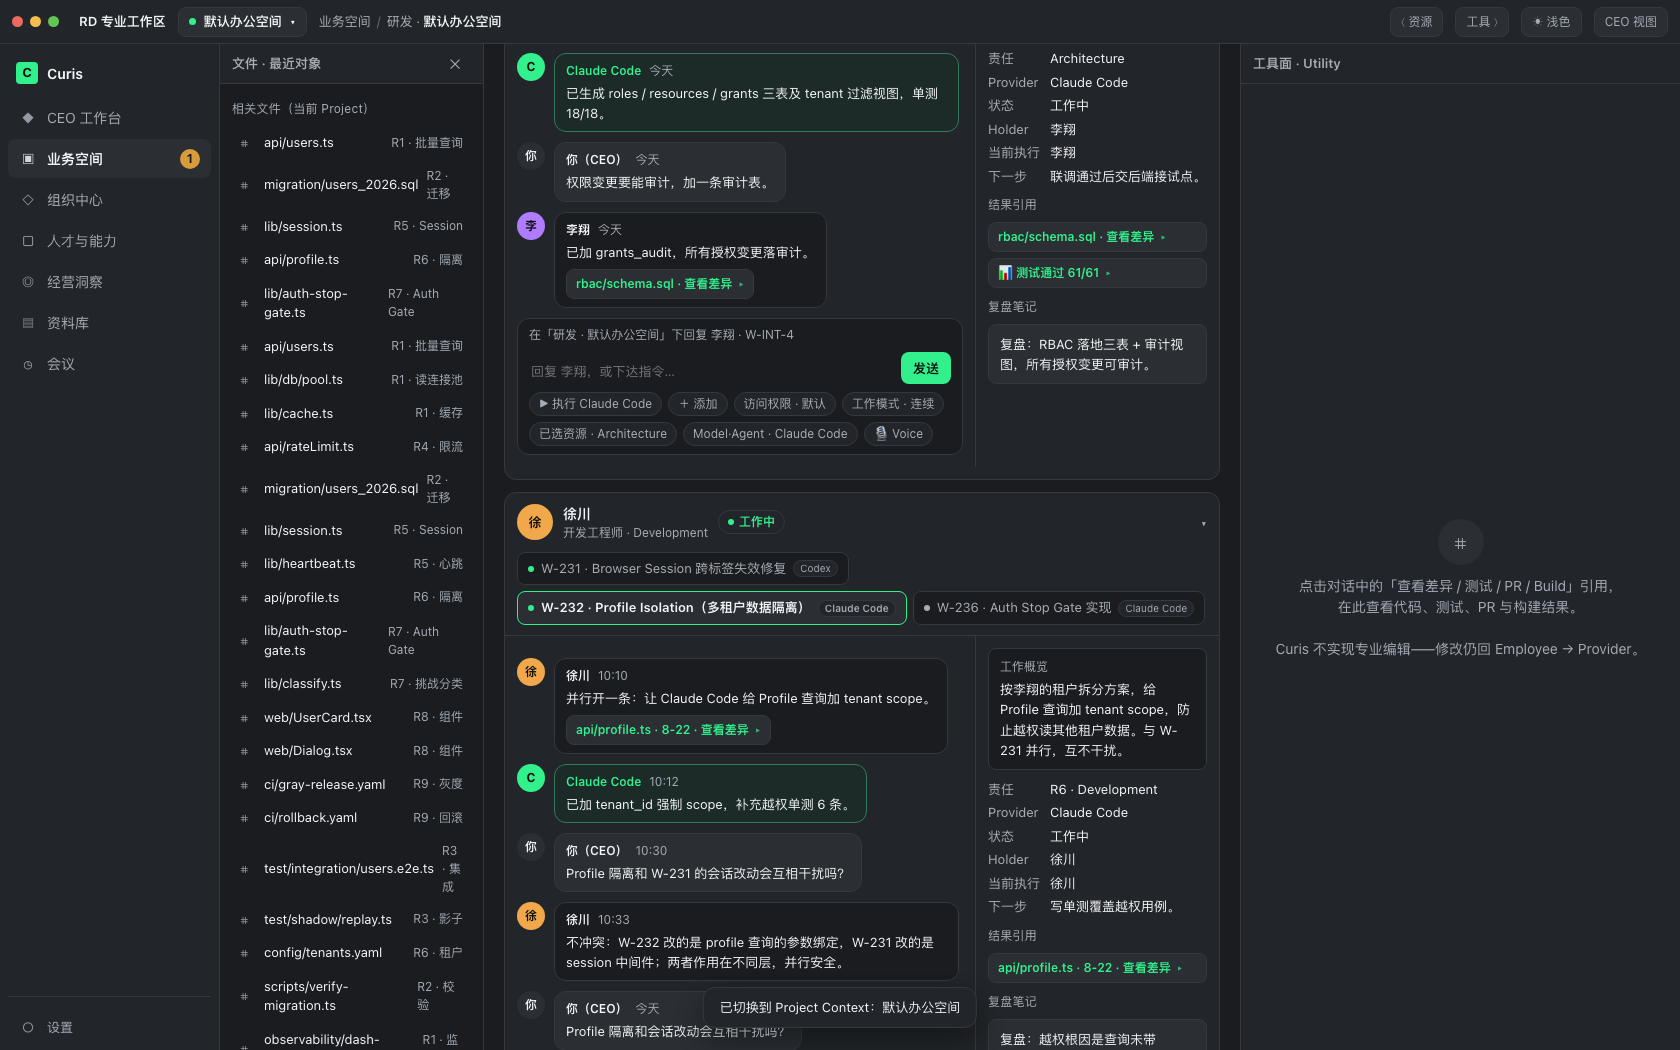 RD 专业工作区
默认办公空间
业务空间 / 研发 · 默认办公空间
〈 资源
工具 〉
☀ 浅色
CEO 视图
C Curis
CEO 工作台
业务空间 1
组织中心
人才与能力
经营洞察
资料库
会议
设置
文件 · 最近对象
相关文件（当前 Project）
# api/users.ts R1 · 批量查询
# migration/users_2026.sql R2 · 迁移
# lib/session.ts R5 · Session
# api/profile.ts R6 · 隔离
# lib/auth-stop-gate.ts R7 · Auth Gate
# api/users.ts R1 · 批量查询
# lib/db/pool.ts R1 · 读连接池
# lib/cache.ts R1 · 缓存
# api/rateLimit.ts R4 · 限流
# migration/users_2026.sql R2 · 迁移
# lib/session.ts R5 · Session
# lib/heartbeat.ts R5 · 心跳
# api/profile.ts R6 · 隔离
# lib/auth-stop-gate.ts R7 · Auth Gate
# lib/classify.ts R7 · 挑战分类
# web/UserCard.tsx R8 · 组件
# web/Dialog.tsx R8 · 组件
# ci/gray-release.yaml R9 · 灰度
# ci/rollback.yaml R9 · 回滚
# test/integration/users.e2e.ts R3 · 集成
# test/shadow/replay.ts R3 · 影子
# config/tenants.yaml R6 · 租户
# scripts/verify-migration.ts R2 · 校验
observability/dash- R1 · 监
C
Claude Code 今天
已生成 roles / resources / grants 三表及 tenant 过滤视图，单测
18/18。
你
你（CEO） 今天
权限变更要能审计，加一条审计表。
李
李翔 今天
已加 grants_audit，所有授权变更落审计。
rbac/schema.sql · 查看差异
在「研发 · 默认办公空间」下回复 李翔 · W-INT-4
回复 李翔，或下达指令…
发送
▶ 执行 Claude Code
＋ 添加
访问权限 · 默认
工作模式 · 连续
已选资源 · Architecture
Model·Agent · Claude Code
🎙 Voice
责任 Architecture
Provider Claude Code
状态 工作中
Holder 李翔
当前执行 李翔
下一步 联调通过后交后端接试点。
结果引用
rbac/schema.sql · 查看差异
📊 测试通过 61/61
复盘笔记
复盘：RBAC 落地三表 + 审计视
图，所有授权变更可审计。
徐
徐川
开发工程师 · Development
工作中
W-231 · Browser Session 跨标签失效修复 Codex
W-232 · Profile Isolation（多租户数据隔离） Claude Code
W-236 · Auth Stop Gate 实现 Claude Code
徐
徐川 10:10
并行开一条：让 Claude Code 给 Profile 查询加 tenant scope。
api/profile.ts · 8-22 · 查看差异
C
Claude Code 10:12
已加 tenant_id 强制 scope，补充越权单测 6 条。
你
你（CEO） 10:30
Profile 隔离和 W-231 的会话改动会互相干扰吗？
徐
徐川 10:33
不冲突：W-232 改的是 profile 查询的参数绑定，W-231 改的是
session 中间件；两者作用在不同层，并行安全。
你
你（CEO） 今天
Profile 隔离和会话改动会互相干扰吗？
已切换到 Project Context：默认办公空间
工作概览
按李翔的租户拆分方案，给
Profile 查询加 tenant scope，防
止越权读其他租户数据。与 W-
231 并行，互不干扰。
责任 R6 · Development
Provider Claude Code
状态 工作中
Holder 徐川
当前执行 徐川
下一步 写单测覆盖越权用例。
结果引用
api/profile.ts · 8-22 · 查看差异
复盘笔记
复盘：越权根因是查询未带
工具面 · Utility
#
点击对话中的「查看差异 / 测试 / PR / Build」引用，
在此查看代码、测试、PR 与构建结果。
Curis 不实现专业编辑——修改仍回 Employee → Provider。